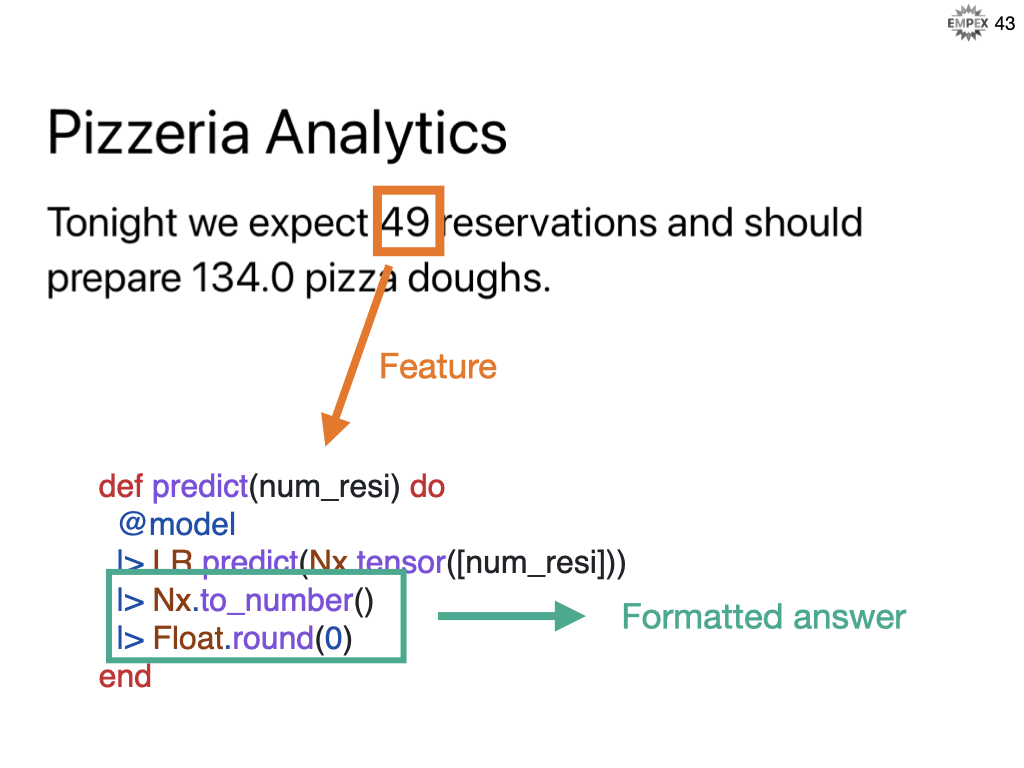 EMPEX 43
Pizzeria Analytics
Tonight we expect 49 reservations and should
prepare 134.0 pizza doughs.
Feature
def predict(num_resi) do
@model
|> LR.predict(Nx.tensor([num_resi]))
|> Nx.to_number()
|> Float.round(0)
end
Formatted answer